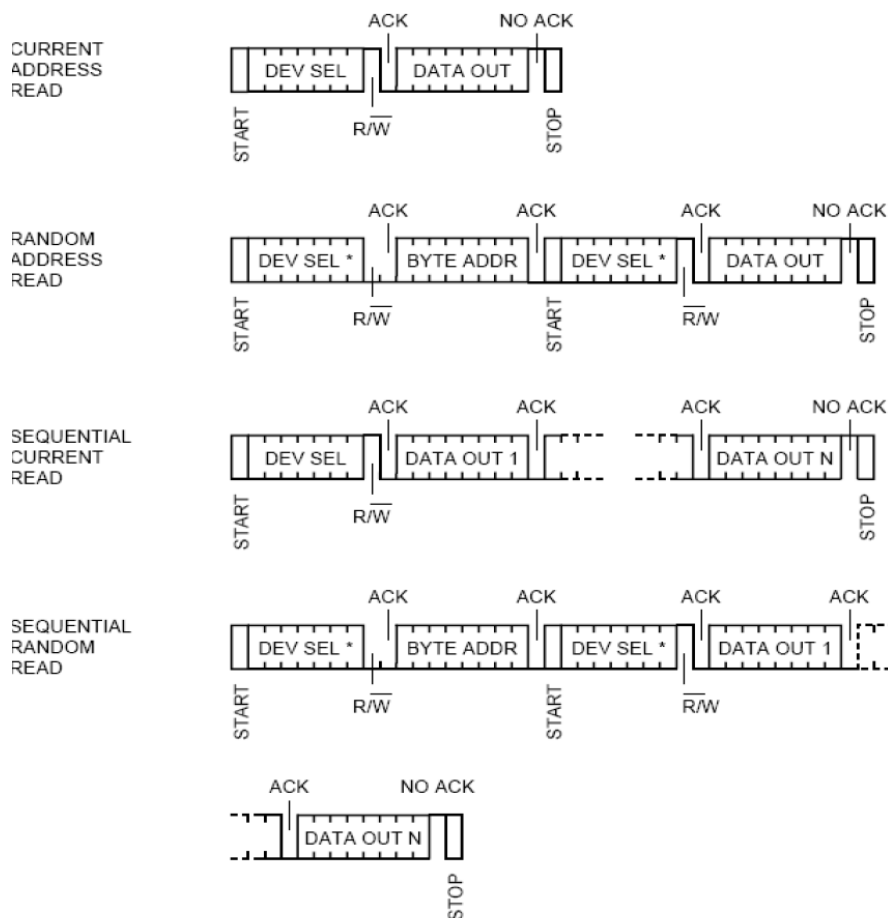 CURRENT
ADDRESS
READ
ACK
NO ACK
DEV SEL
DATA OUT
START
R/W
STOP
RANDOM
ADDRESS
READ
ACK
ACK
ACK
NO ACK
DEV SEL *
BYTE ADDR
DEV SEL *
DATA OUT
START
R/W
START
R/W
STOP
SEQUENTIAL
CURRENT
READ
ACK
ACK
ACK
NO ACK
DEV SEL
DATA OUT 1
DATA OUT N
START
R/W
STOP
SEQUENTIAL
RANDOM
READ
ACK
ACK
ACK
ACK
DEV SEL *
BYTE ADDR
DEV SEL *
DATA OUT 1
START
R/W
START
R/W
ACK
NO ACK
DATA OUT N
STOP